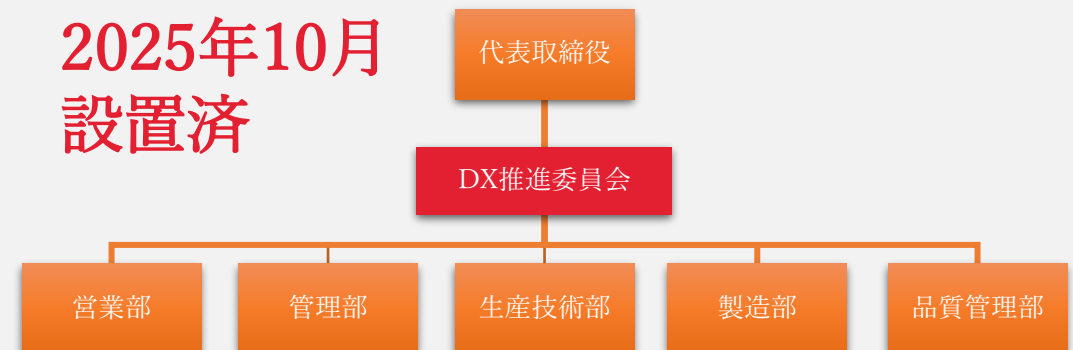 2025年10月
設置済
代表取締役
DX推進委員会
営業部
管理部
生産技術部
製造部
品質管理部